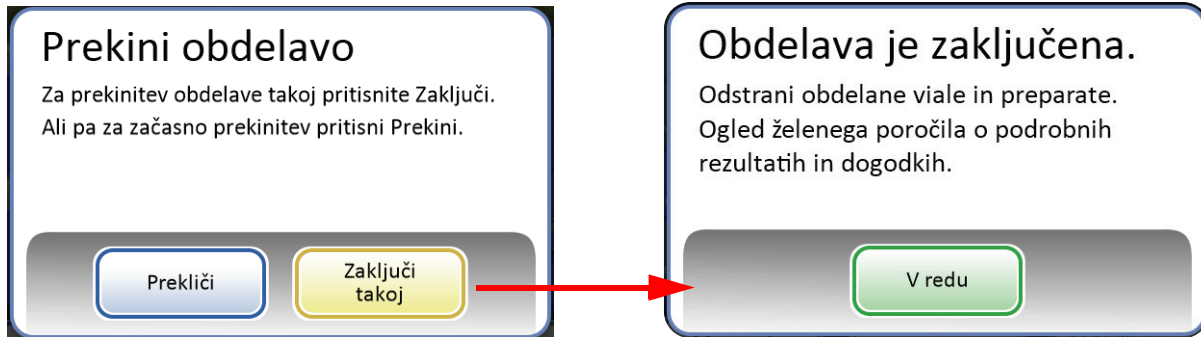 Prekini obdelavo
Za prekinitev obdelave takoj pritisnite Zaključi.
Ali pa za začasno prekinitev pritisni Prekini.
Prekliči
Zaključi
takoj
Obdelava je zaključena.
Odstrani obdelane viale in preparate.
Ogled želenega poročila o podrobnih
rezultatih in dogodkih.
V redu